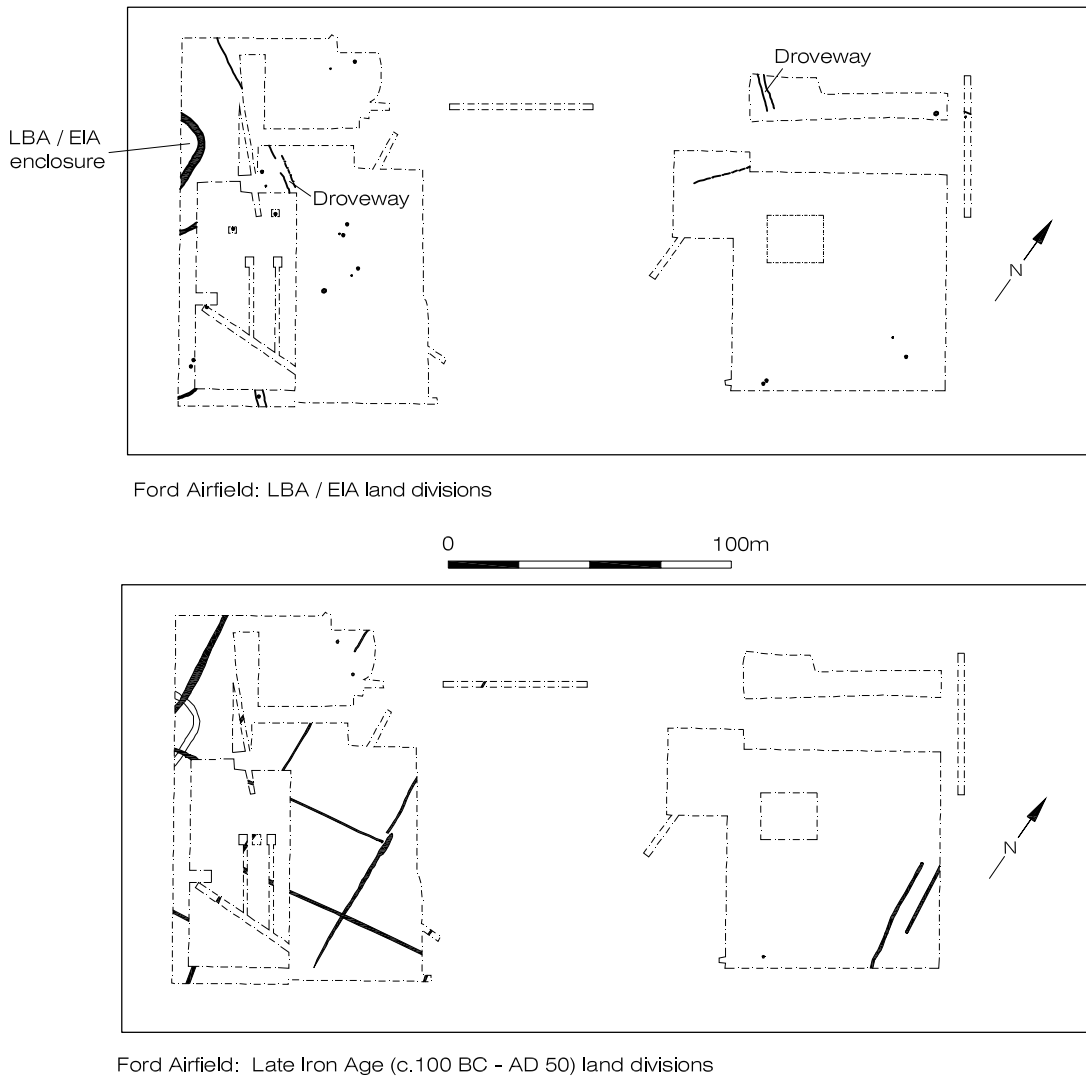 Droveway
LBA / EIA
enclosure
Droveway
N
Ford Airfield: LBA / EIA land divisions
0 100m
N
Ford Airfield: Late Iron Age (c.100 BC - AD 50) land divisions